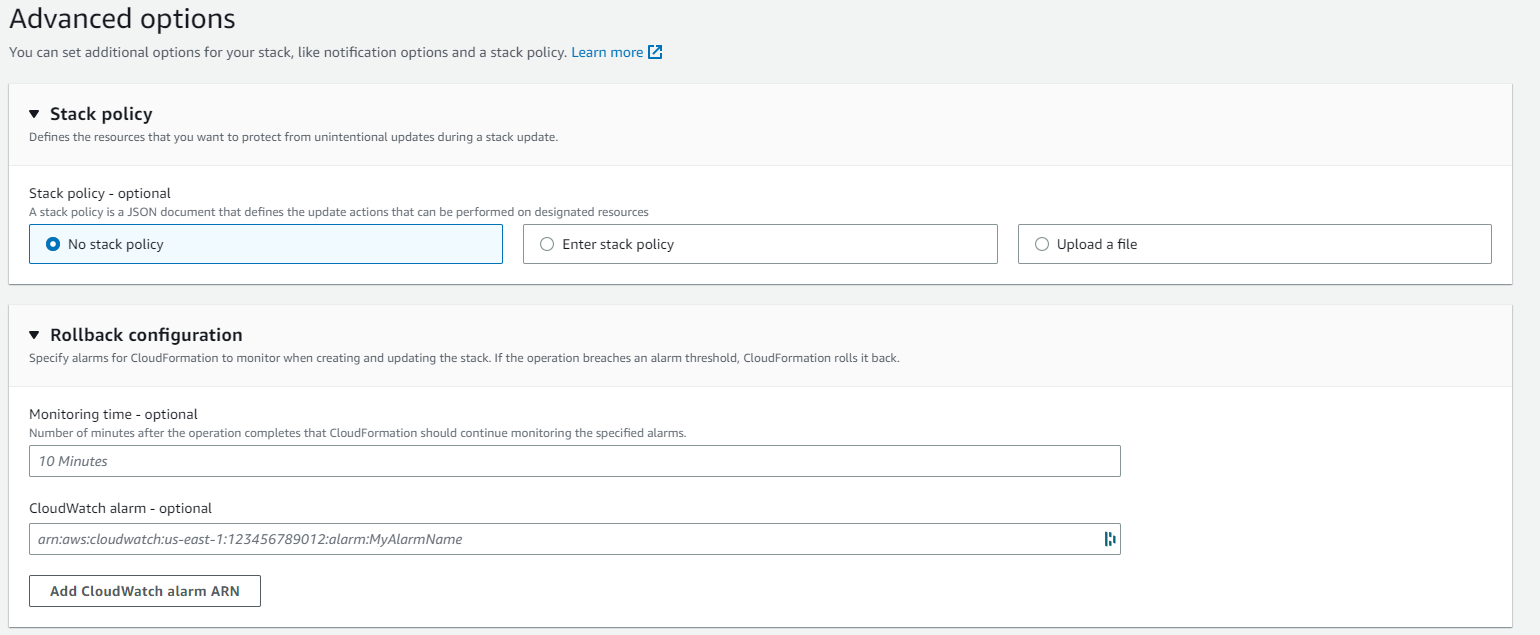 Advanced options
You can set additional options for your stack, like notification options and a stack policy. Learn more
Stack policy
Defines the resources that you want to protect from unintentional updates during a stack update.
Stack policy - optional
A stack policy is a JSON document that defines the update actions that can be performed on designated resources
No stack policy
Enter stack policy
Upload a file
Rollback configuration
Specify alarms for CloudFormation to monitor when creating and updating the stack. If the operation breaches an alarm threshold, CloudFormation rolls it back.
Monitoring time - optional
Number of minutes after the operation completes that CloudFormation should continue monitoring the specified alarms.
10 Minutes
CloudWatch alarm - optional
arn:aws:cloudwatch:us-east-1:123456789012:alarm:MyAlarmName
Add CloudWatch alarm ARN